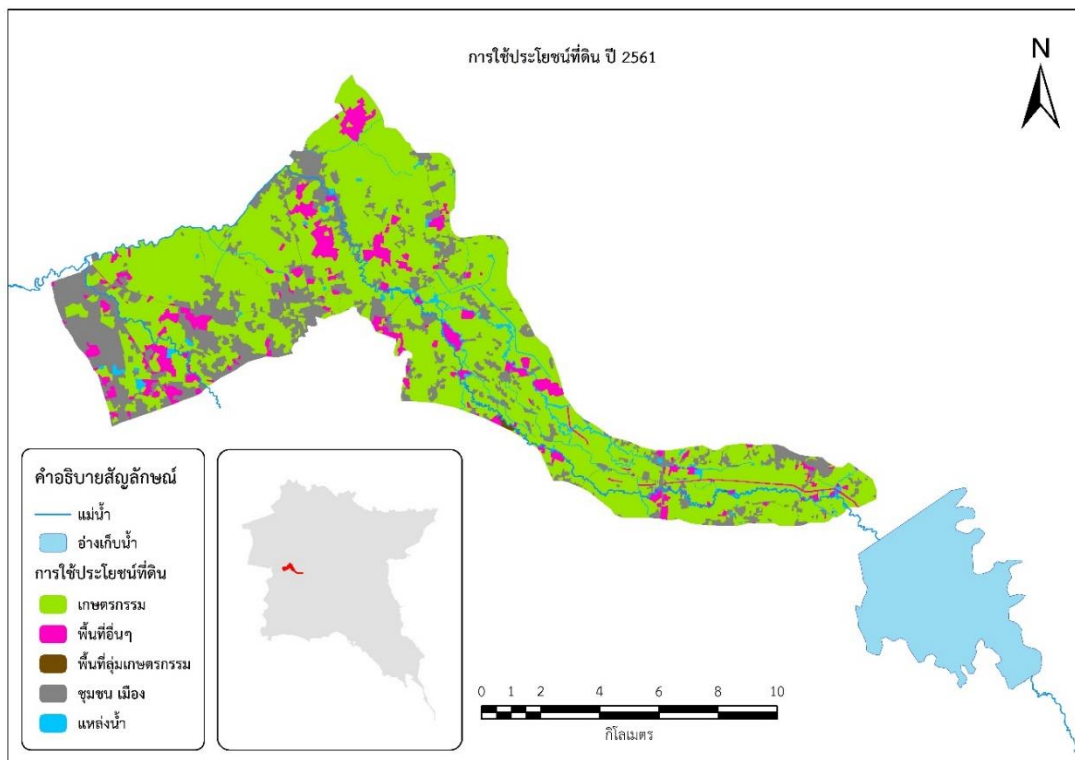 การใช้ประโยชน์ที่ดิน ปี 2561
N
คำอธิบายสัญลักษณ์
แม่น้ำ
อ่างเก็บน้ำ
การใช้ประโยชน์ที่ดิน
เกษตรกรรม
พื้นที่อื่นๆ
พื้นที่ลุ่มเกษตรกรรม
ชุมชน เมือง
แหล่งน้ำ
0 1 2 4 6 8 10
กิโลเมตร